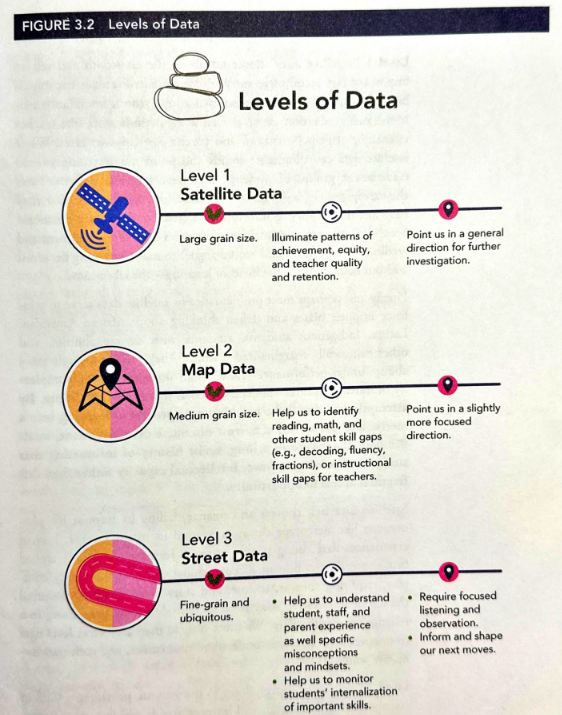 FIGURE 3.2 Levels of Data
Levels of Data
Level 1
Satellite Data
Large grain size.
Illuminate patterns of
achievement, equity,
and teacher quality
and retention.
Point us in a general
direction for further
investigation.
Level 2
Map Data
Medium grain size.
Help us to identify
reading, math, and
other student skill gaps
(e.g., decoding, fluency,
fractions), or instructional
skill gaps for teachers.
Point us in a slightly
more focused
direction.
Level 3
Street Data
Fine-grain and
ubiquitous.
• Help us to understand
student, staff, and
parent experience
as well specific
misconceptions
and mindsets.
• Help us to monitor
students' internalization
of important skills.
• Require focused
listening and
observation.
• Inform and shape
our next moves.